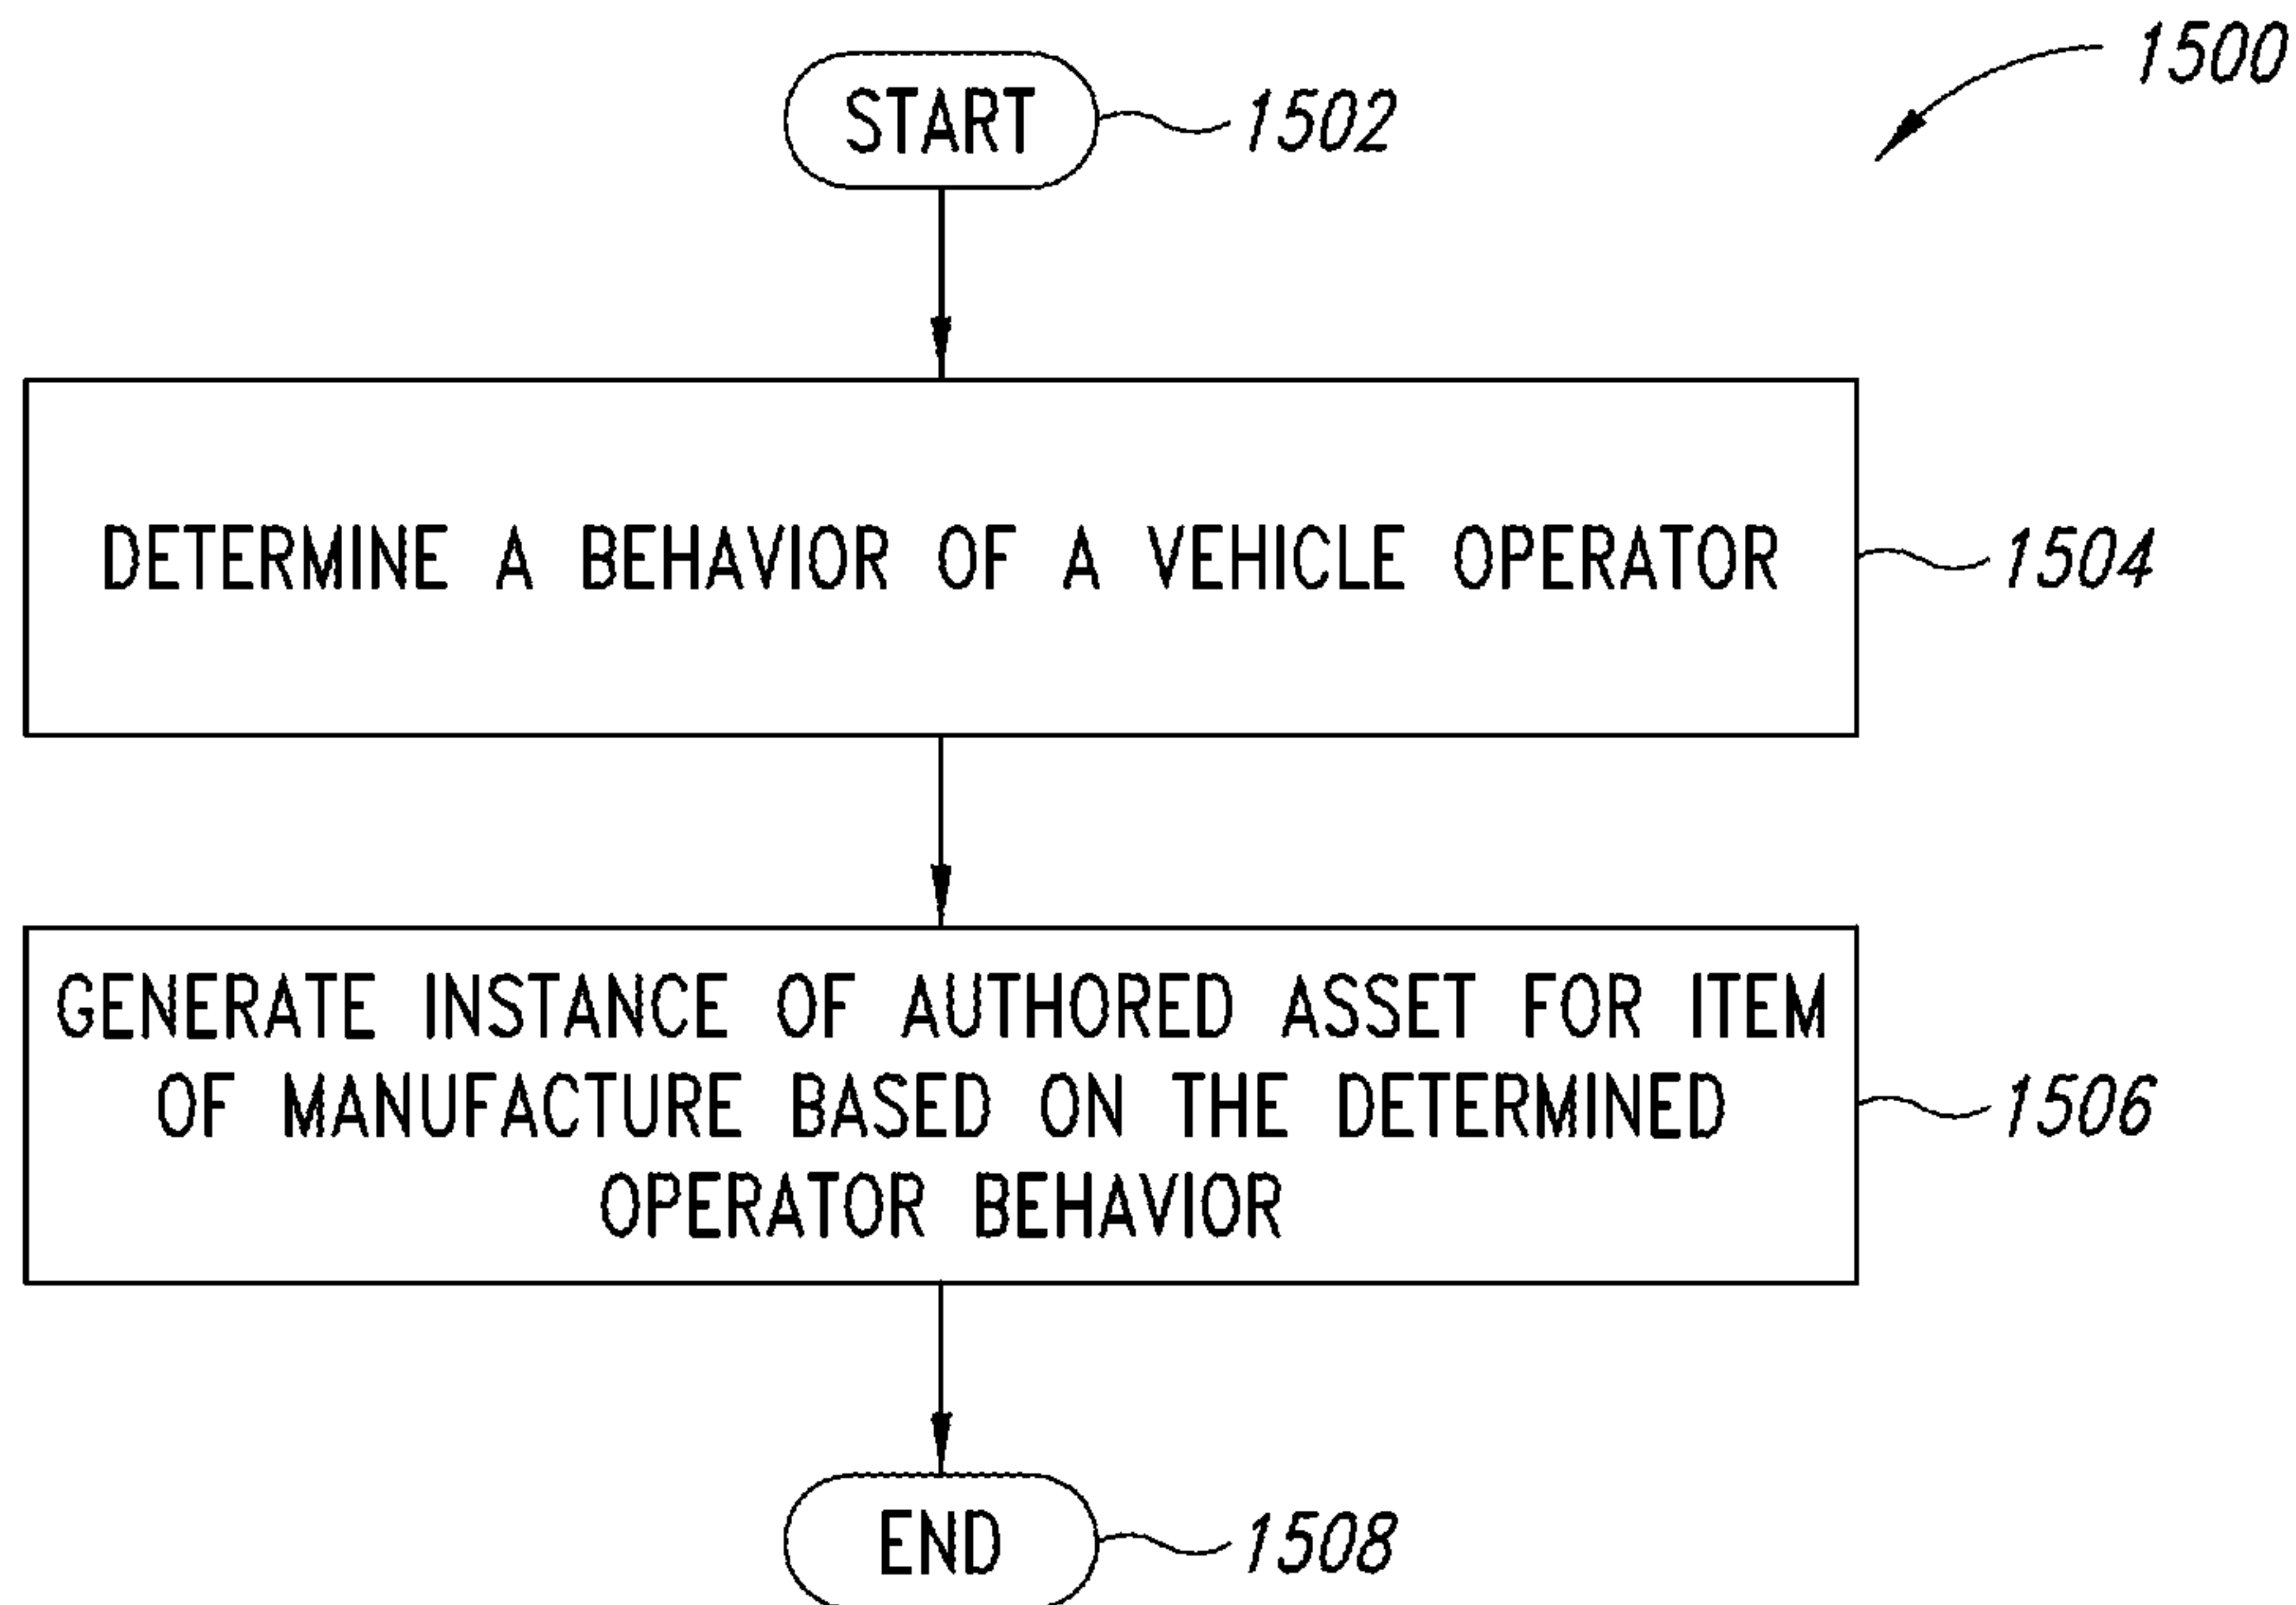 1500
START
1502
DETERMINE A BEHAVIOR OF A VEHICLE OPERATOR
1504
GENERATE INSTANCE OF AUTHORED ASSET FOR ITEM
OF MANUFACTURE BASED ON THE DETERMINED
OPERATOR BEHAVIOR
1506
END
1508